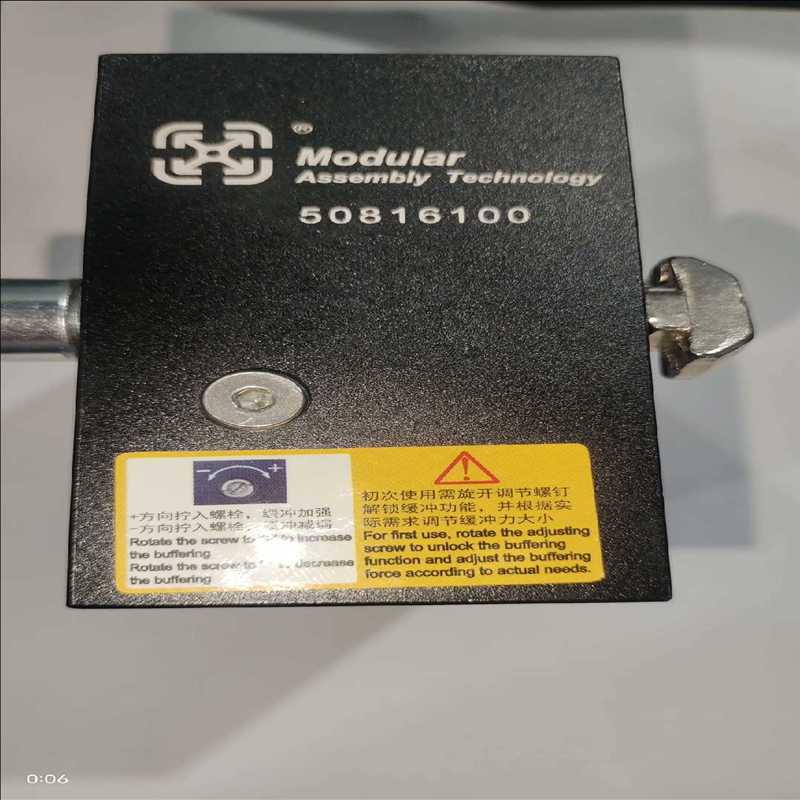 ®
Modular
Assembly Technology
50816100
- +
+方向拧入螺栓，缓冲加强
-方向拧入螺栓 缓冲减弱
Rotate the screw to increase
the buffering
Rotate the screw to decrease
the buffering
初次使用需旋开调节螺钉
解锁缓冲功能，并根据实
际需求调节缓冲力大小
For first use, rotate the adjusting
screw to unlock the buffering
function and adjust the buffering
force according to actual needs.
0:06